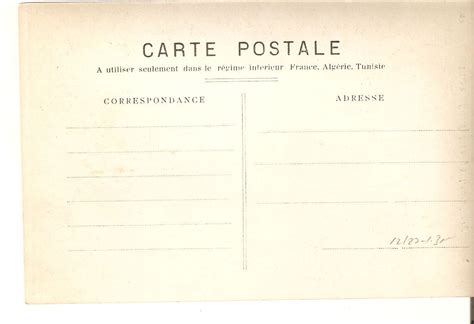 CARTE POSTALE
A utiliser seulement dans le régime intérieur France, Algérie, Tunisie
CORRESPONDANCE
ADRESSE